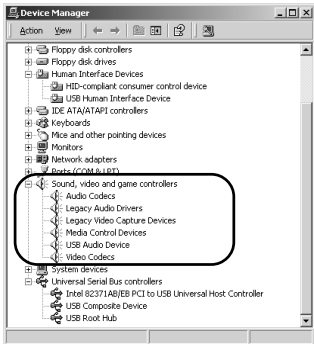 Device Manager
Action View
Floppy disk controllers
Floppy disk drives
Human Interface Devices
HID-compliant consumer control device
USB Human Interface Device
IDE ATA/ATAPI controllers
Keyboards
Mice and other pointing devices
Monitors
Network adapters
Ports (COM & LPT)
Sound, video and game controllers
Audio Codecs
Legacy Audio Drivers
Legacy Video Capture Devices
Media Control Devices
USB Audio Device
Video Codecs
System devices
Universal Serial Bus controllers
Intel 82371AB/EB PCI to USB Universal Host Controller
USB Composite Device
USB Root Hub